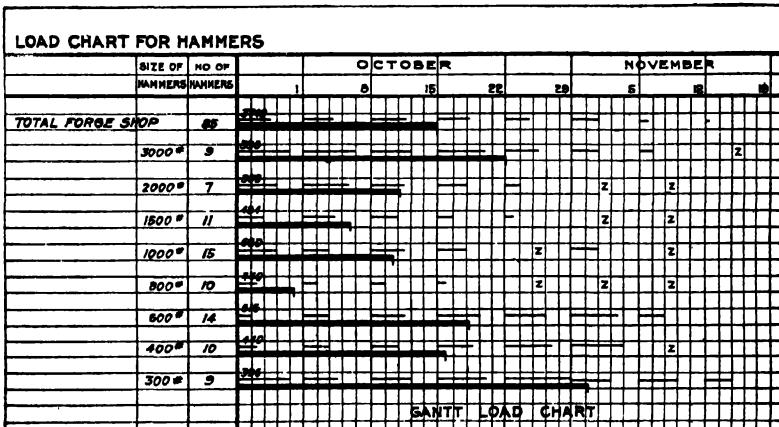 LOAD CHART FOR HAMMERS
SIZE OF NO OF OCTOBER NOVEMBER
HAMMERS HAMMERS 1 8 15 22 29 5 12 19
TOTAL FORGE SHOP 85
3000# 9 Z
2000# 7 Z Z
1500# 11 Z Z
1000# 15 Z Z
800# 10 Z Z Z
600# 14
400# 10 Z
300# 9
GANTT LOAD CHART